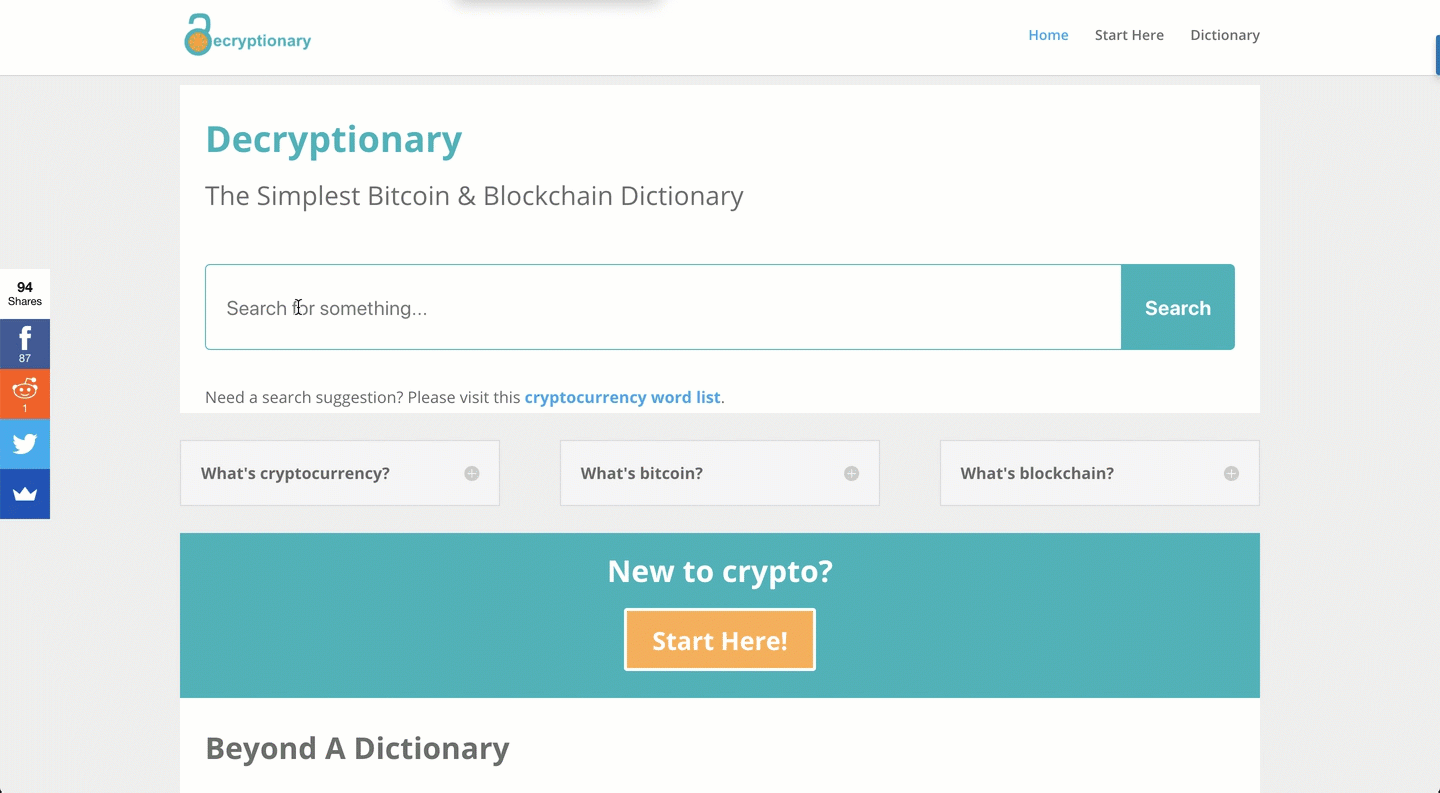 ecryptionary
Home Start Here Dictionary
Decryptionary
The Simplest Bitcoin & Blockchain Dictionary
Search for something...
Search
Need a search suggestion? Please visit this cryptocurrency word list.
94
Shares
87
1
What's cryptocurrency?
What's bitcoin?
What's blockchain?
New to crypto?
Start Here!
Beyond A Dictionary